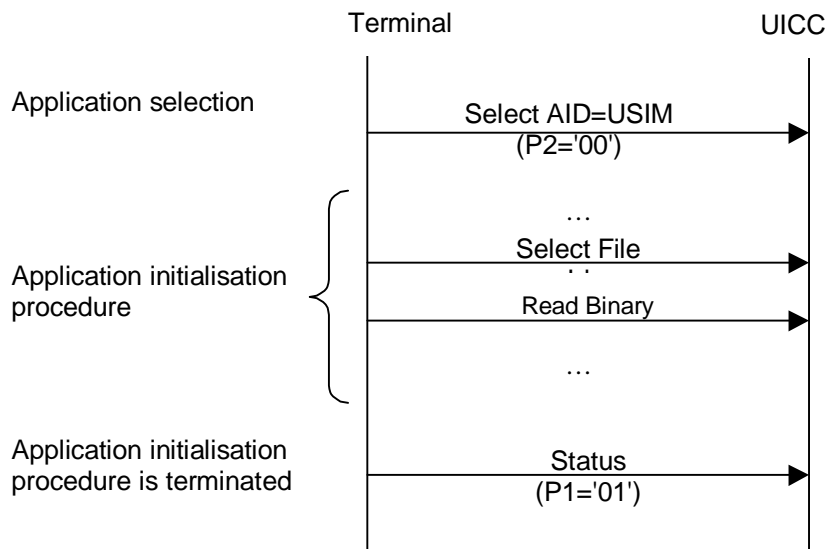 Terminal
UICC
Application selection
Select AID=USIM
(P2='00')
...
Select File
. .
Application initialisation
procedure
Read Binary
...
Application initialisation
procedure is terminated
Status
(P1='01')